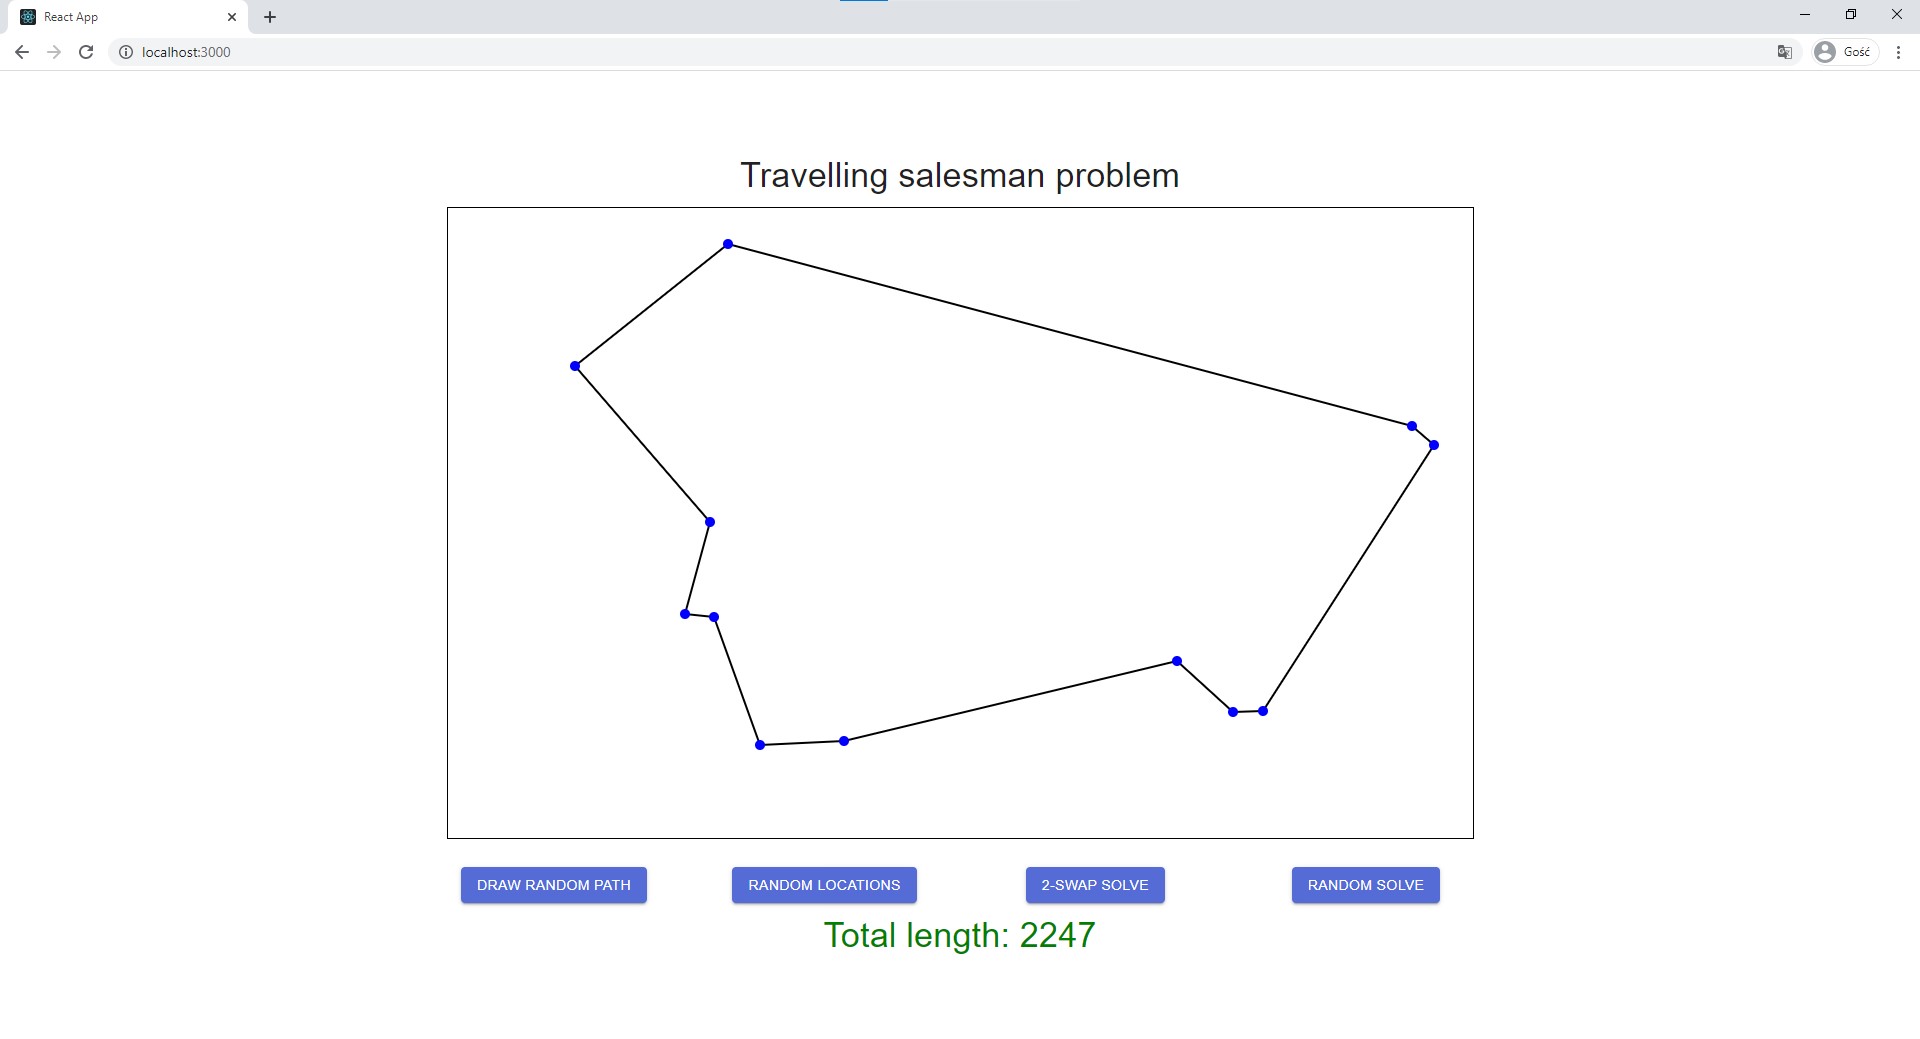 React App
localhost:3000
Gość
Travelling salesman problem
DRAW RANDOM PATH
RANDOM LOCATIONS
2-SWAP SOLVE
RANDOM SOLVE
Total length: 2247